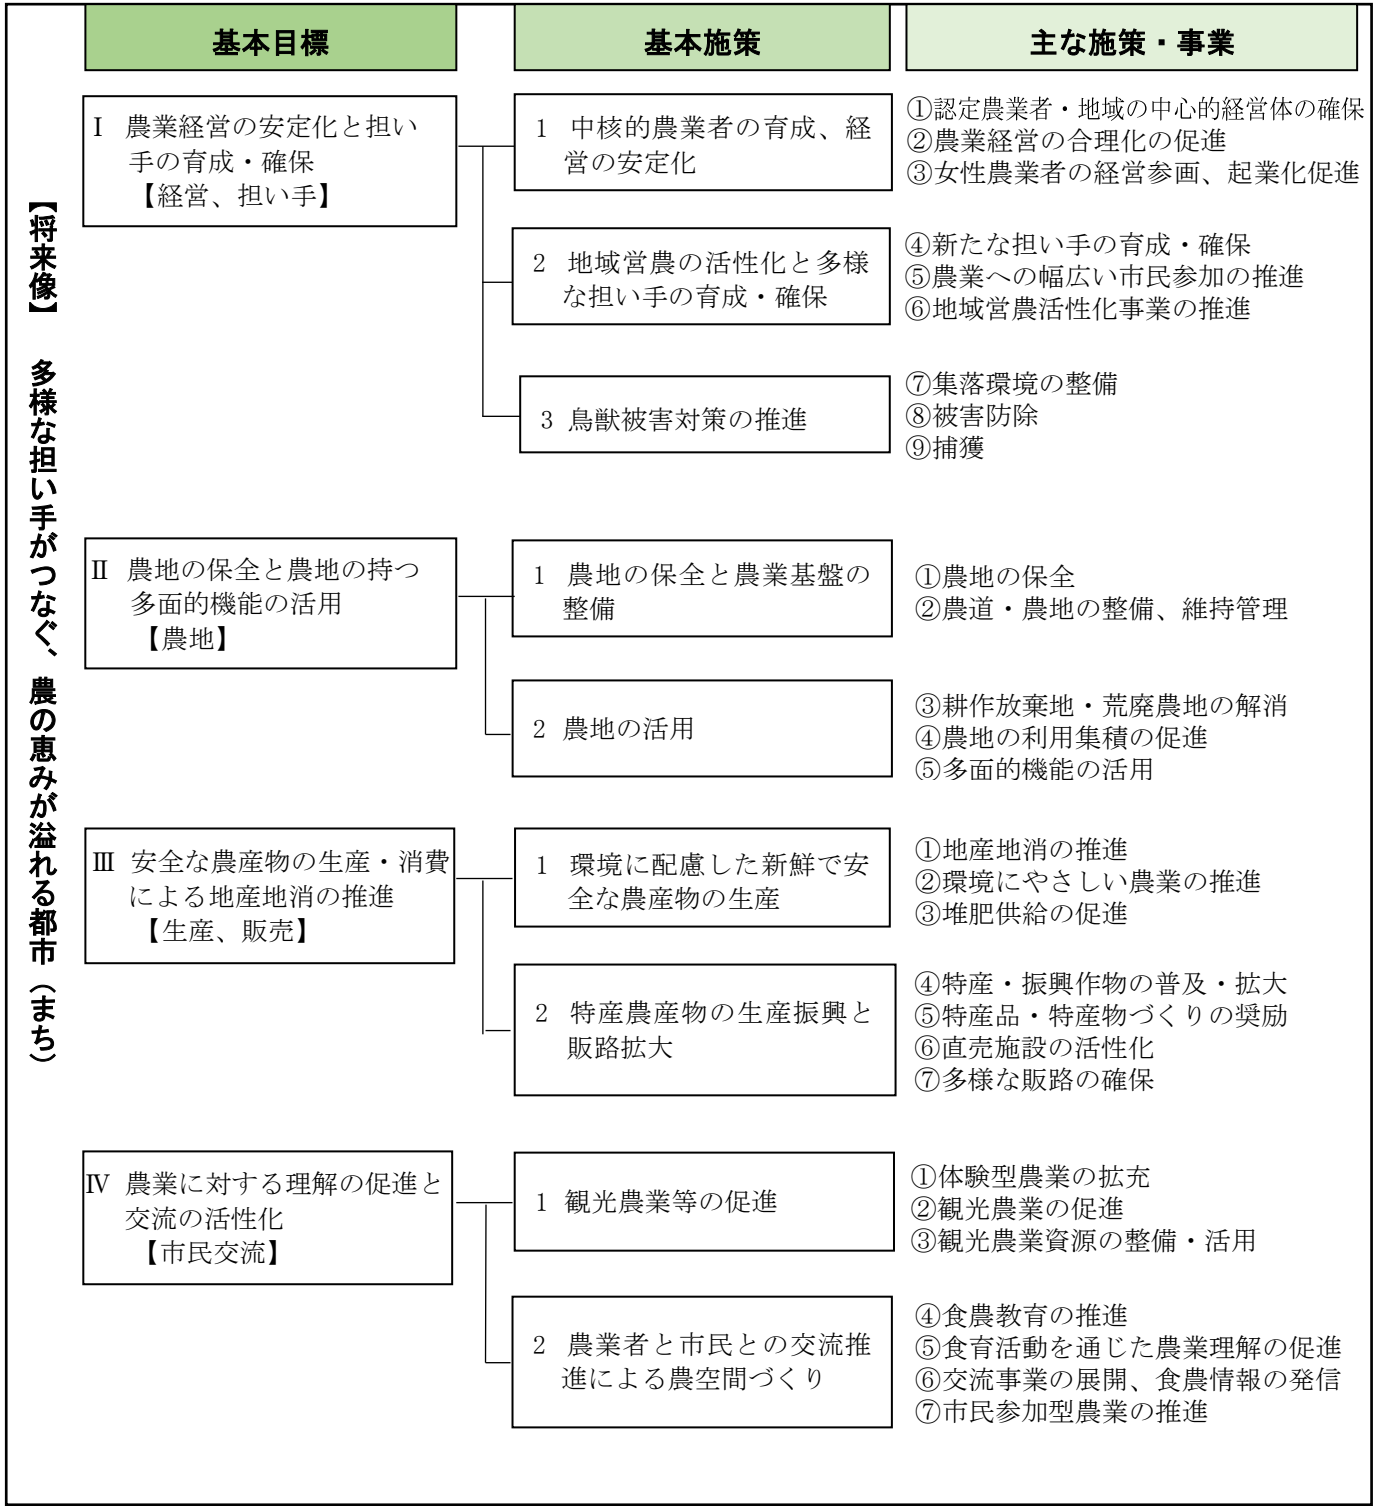 基本目標
基本施策
主な施策・事業
【将来像】　多様な担い手がつなぐ、農の恵みが溢れる都市（まち）
Ⅰ 農業経営の安定化と担い
手の育成・確保
【経営、担い手】
1 中核的農業者の育成、経
営の安定化
①認定農業者・地域の中心的経営体の確保
②農業経営の合理化の促進
③女性農業者の経営参画、起業化促進
2 地域営農の活性化と多様
な担い手の育成・確保
④新たな担い手の育成・確保
⑤農業への幅広い市民参加の推進
⑥地域営農活性化事業の推進
3 鳥獣被害対策の推進
⑦集落環境の整備
⑧被害防除
⑨捕獲
Ⅱ 農地の保全と農地の持つ
多面的機能の活用
【農地】
1 農地の保全と農業基盤の
整備
①農地の保全
②農道・農地の整備、維持管理
2 農地の活用
③耕作放棄地・荒廃農地の解消
④農地の利用集積の促進
⑤多面的機能の活用
Ⅲ 安全な農産物の生産・消費
による地産地消の推進
【生産、販売】
1 環境に配慮した新鮮で安
全な農産物の生産
①地産地消の推進
②環境にやさしい農業の推進
③堆肥供給の促進
2 特産農産物の生産振興と
販路拡大
④特産・振興作物の普及・拡大
⑤特産品・特産物づくりの奨励
⑥直売施設の活性化
⑦多様な販路の確保
Ⅳ 農業に対する理解の促進と
交流の活性化
【市民交流】
1 観光農業等の促進
①体験型農業の拡充
②観光農業の促進
③観光農業資源の整備・活用
2 農業者と市民との交流推
進による農空間づくり
④食農教育の推進
⑤食育活動を通じた農業理解の促進
⑥交流事業の展開、食農情報の発信
⑦市民参加型農業の推進